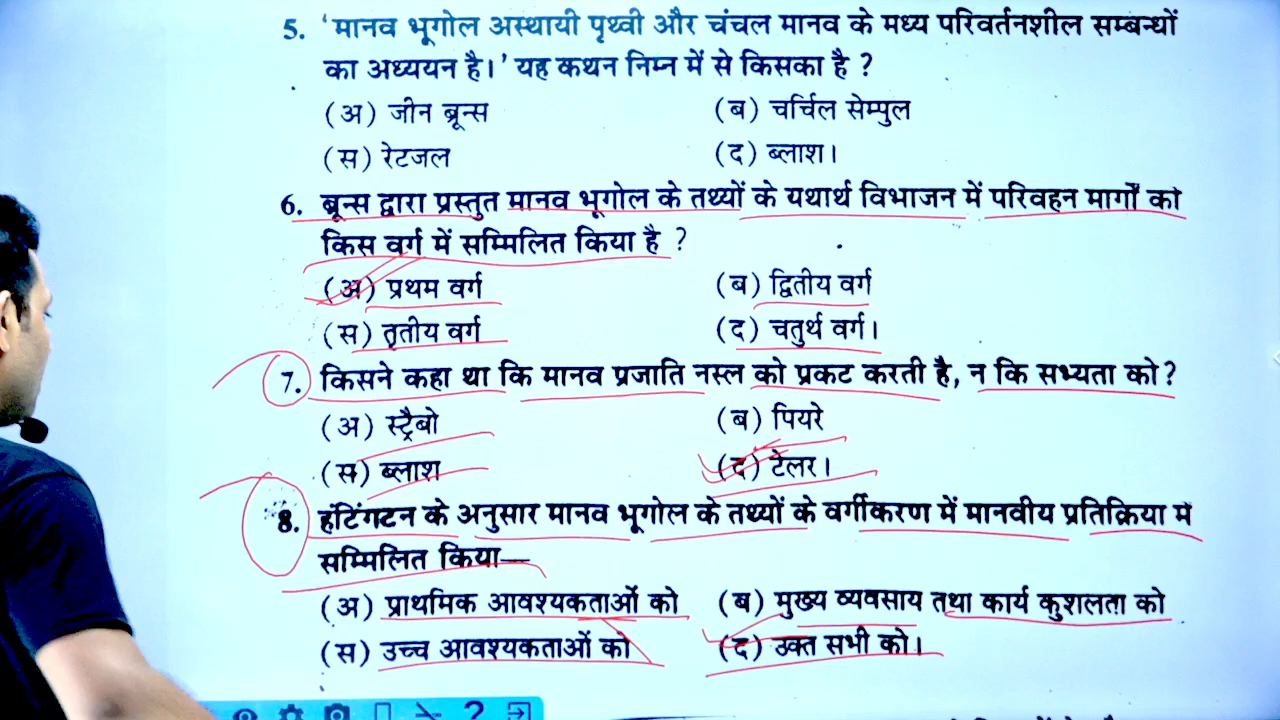 5. 'मानव भूगोल अस्थायी पृथ्वी और चंचल मानव के मध्य परिवर्तनशील सम्बन्धों
का अध्ययन है।' यह कथन निम्न में से किसका है ?
(अ) जीन ब्रून्स (ब) चर्चिल सेम्पुल
(स) रेटजल (द) ब्लाश।
6. ब्रून्स द्वारा प्रस्तुत मानव भूगोल के तथ्यों के यथार्थ विभाजन में परिवहन मार्गों को
किस वर्ग में सम्मिलित किया है ?
(अ) प्रथम वर्ग (ब) द्वितीय वर्ग
(स) तृतीय वर्ग (द) चतुर्थ वर्ग।
7. किसने कहा था कि मानव प्रजाति नस्ल को प्रकट करती है, न कि सभ्यता को ?
(अ) स्ट्रैबो (ब) पियरे
(स) ब्लाश (द) टेलर।
8. हंटिंगटन के अनुसार मानव भूगोल के तथ्यों के वर्गीकरण में मानवीय प्रतिक्रिया में
सम्मिलित किया—
(अ) प्राथमिक आवश्यकताओं को (ब) मुख्य व्यवसाय तथा कार्य कुशलता को
(स) उच्च आवश्यकताओं को (द) उक्त सभी को।